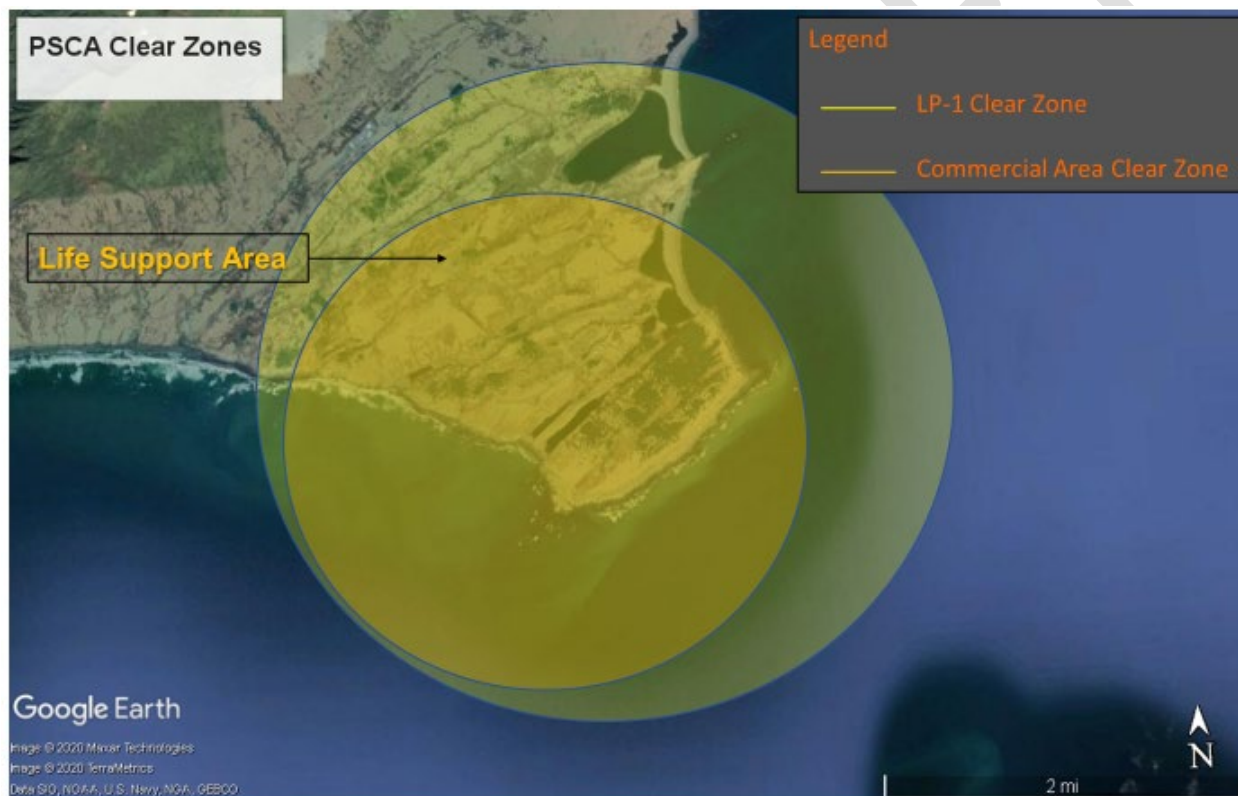 PSCA Clear Zones
Legend
LP-1 Clear Zone
Commercial Area Clear Zone
Life Support Area
Google Earth
Image © 2020 Maxar Technologies
Image © 2020 TerraMetrics
Data SIO, NOAA, U.S. Navy, NGA, GEBCO
N
2 mi